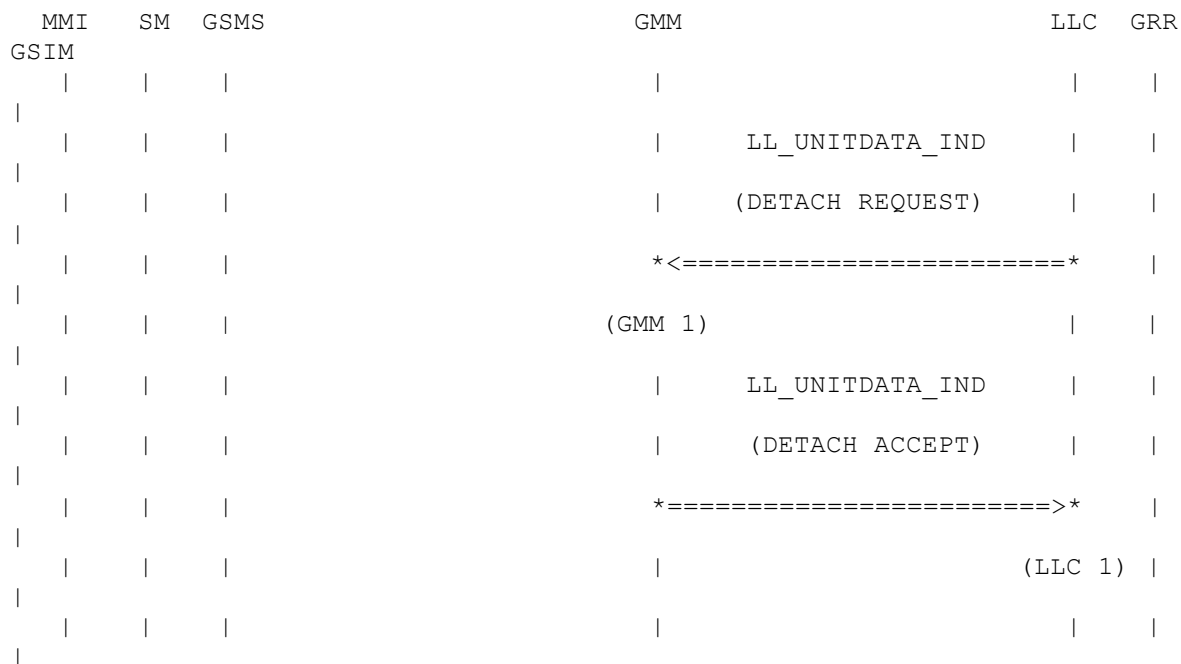 MMI SM GSMS GMM LLC GRR
GSIM
| | | | | |
|
| | | | LL_UNITDATA_IND | |
|
| | | | (DETACH REQUEST) | |
|
| | | *<========================* |
|
| | | (GMM 1) | |
|
| | | | LL_UNITDATA_IND | |
|
| | | | (DETACH ACCEPT) | |
|
| | | *========================>* |
|
| | | | (LLC 1) |
|
| | | | | |
|